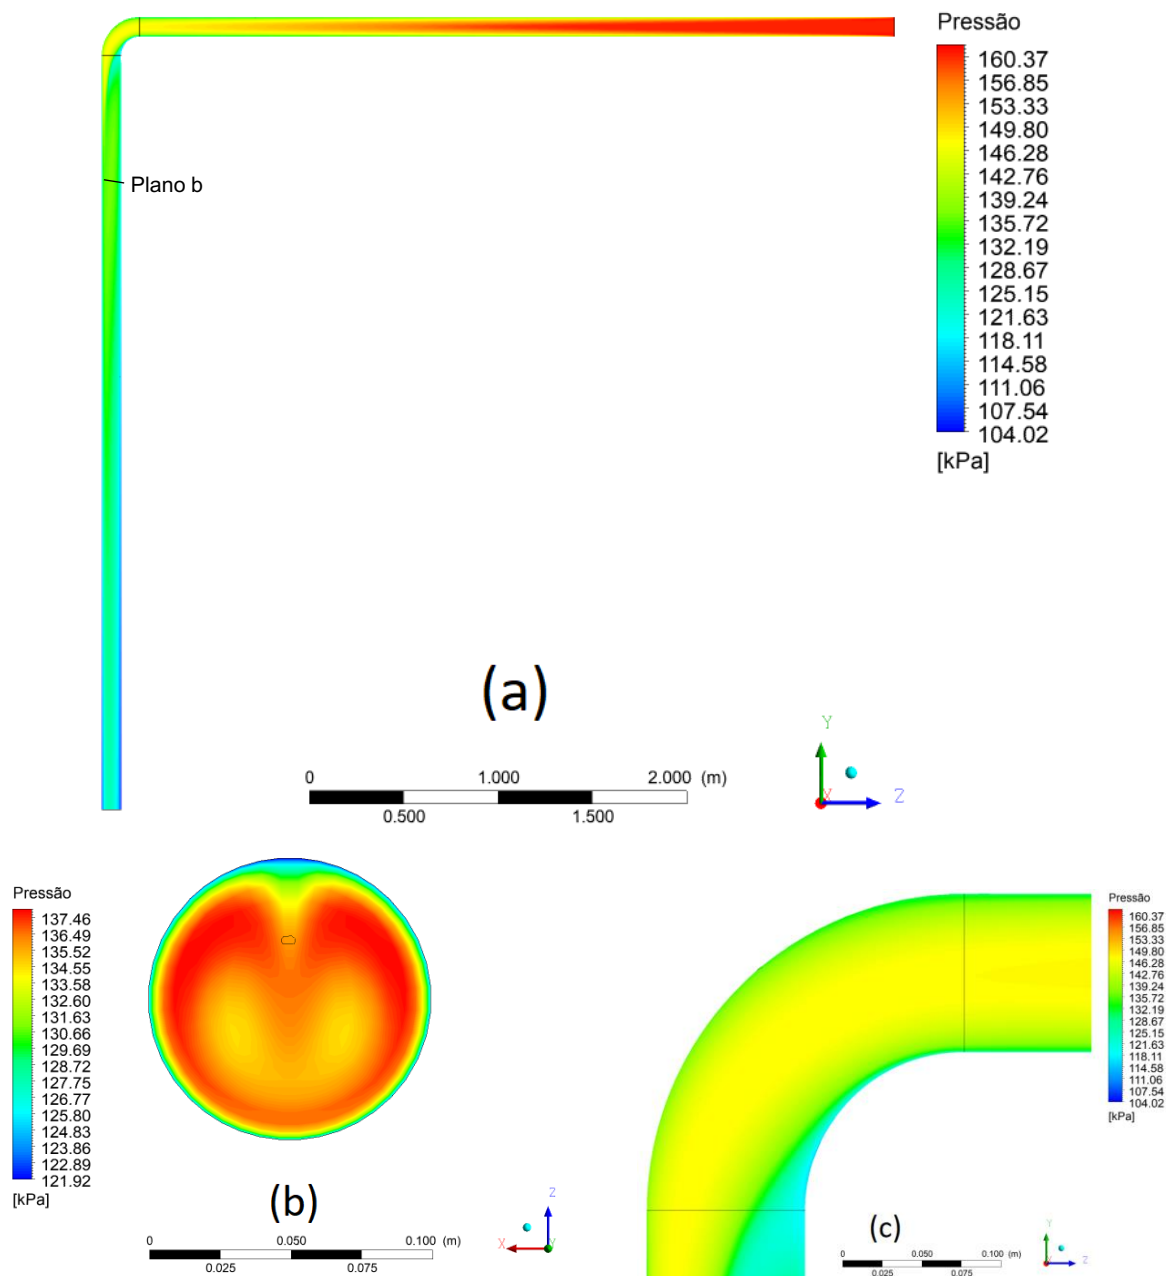 Pressão
160.37
156.85
153.33
149.80
146.28
142.76
139.24
135.72
132.19
128.67
125.15
121.63
118.11
114.58
111.06
107.54
104.02
[kPa]
Plano b
(a)
0 1.000 2.000 (m)
0.500 1.500
Y
X
Z
Pressão
137.46
136.49
135.52
134.55
133.58
132.60
131.63
130.66
129.69
128.72
127.75
126.77
125.80
124.83
123.86
122.89
121.92
[kPa]
(b)
0 0.050 0.100 (m)
0.025 0.075
Z
X
Y
Pressão
160.37
156.85
153.33
149.80
146.28
142.76
139.24
135.72
132.19
128.67
125.15
121.63
118.11
114.58
111.06
107.54
104.02
[kPa]
(c)
0 0.050 0.100 (m)
0.025 0.075
Y
Z